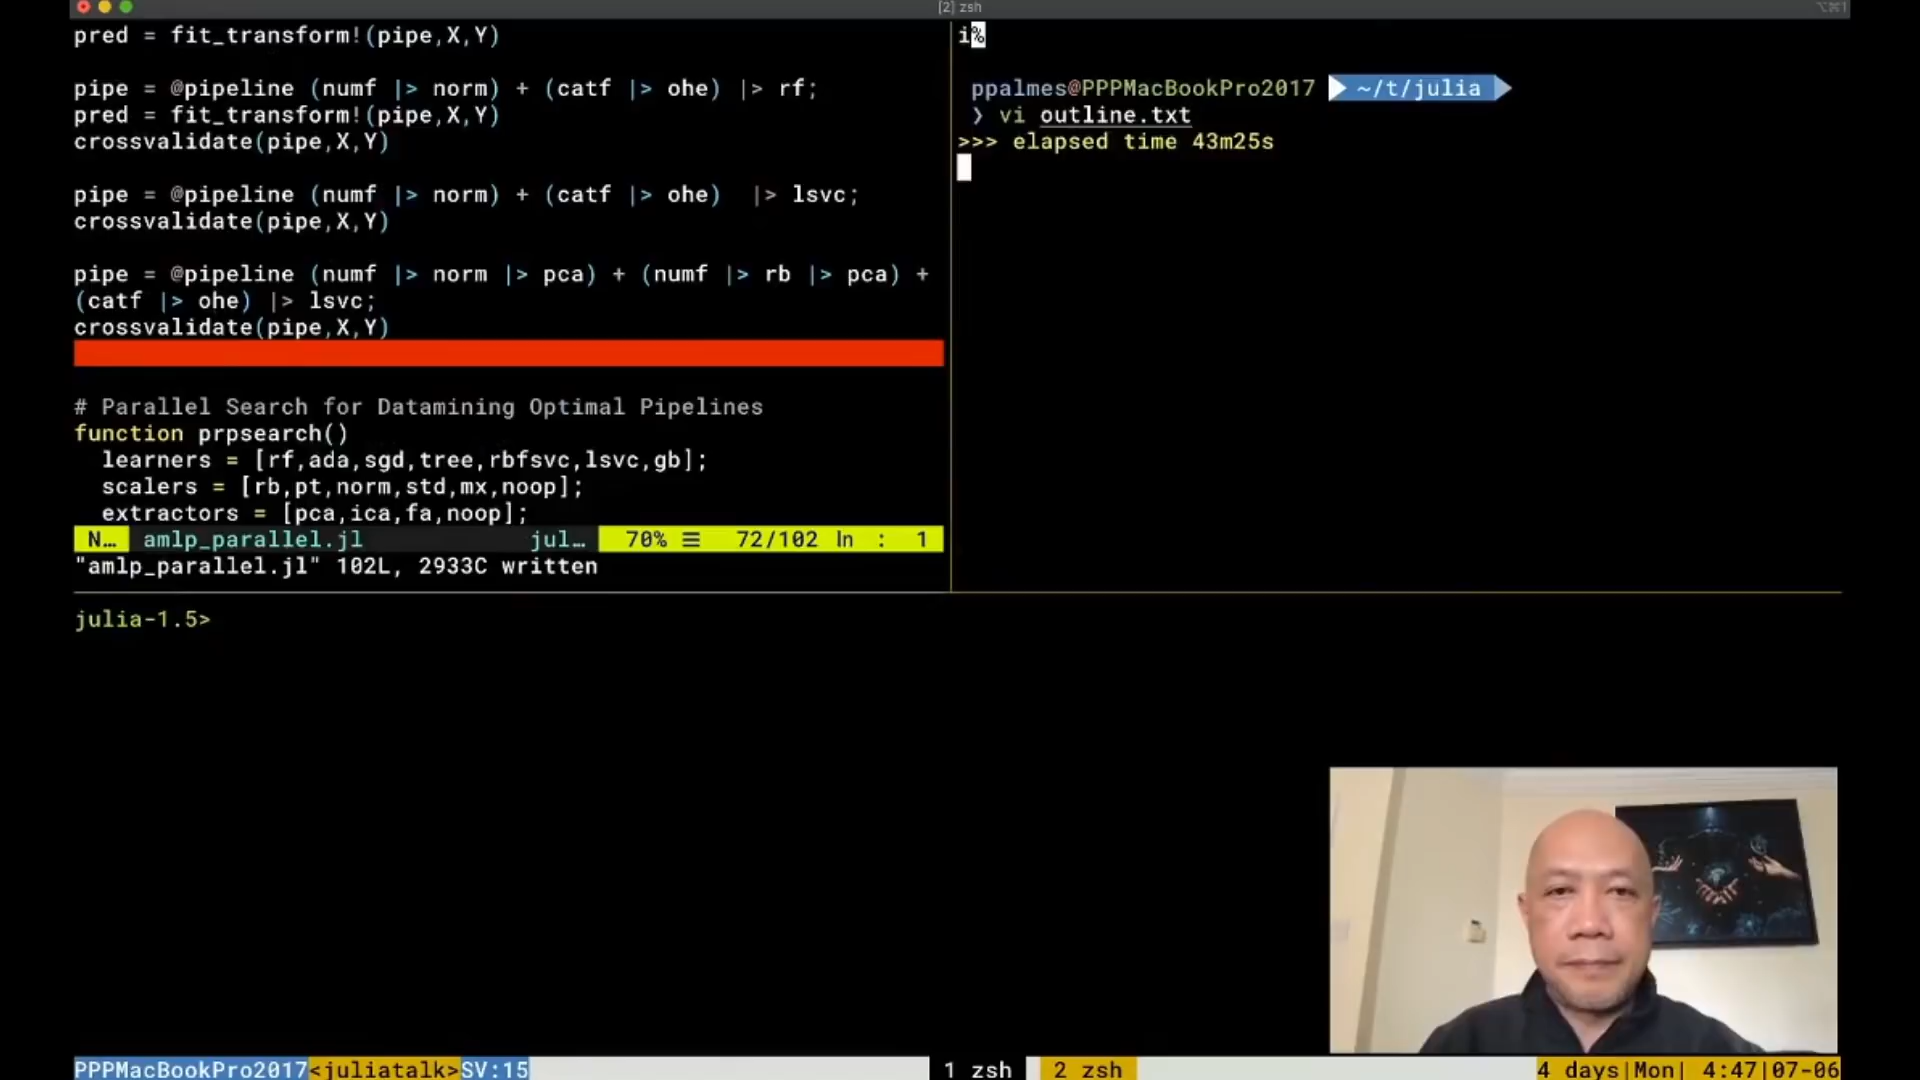 [2] zsh
⌥⌘1
pred = fit_transform!(pipe,X,Y)
pipe = @pipeline (numf |> norm) + (catf |> ohe) |> rf;
pred = fit_transform!(pipe,X,Y)
crossvalidate(pipe,X,Y)
pipe = @pipeline (numf |> norm) + (catf |> ohe)  |> lsvc;
crossvalidate(pipe,X,Y)
pipe = @pipeline (numf |> norm |> pca) + (numf |> rb |> pca) +
(catf |> ohe) |> lsvc;
crossvalidate(pipe,X,Y)
# Parallel Search for Datamining Optimal Pipelines
function prpsearch()
learners = [rf,ada,sgd,tree,rbfsvc,lsvc,gb];
scalers = [rb,pt,norm,std,mx,noop];
extractors = [pca,ica,fa,noop];
N… amlp_parallel.jl jul… 70% ☰ 72/102 ln : 1
"amlp_parallel.jl" 102L, 2933C written
i%
ppalmes@PPPMacBookPro2017 ~/t/julia
❯ vi outline.txt
>>> elapsed time 43m25s
julia-1.5>
PPPMacBookPro2017<juliatalk>SV:15 1 zsh 2 zsh 4 days|Mon| 4:47|07-06